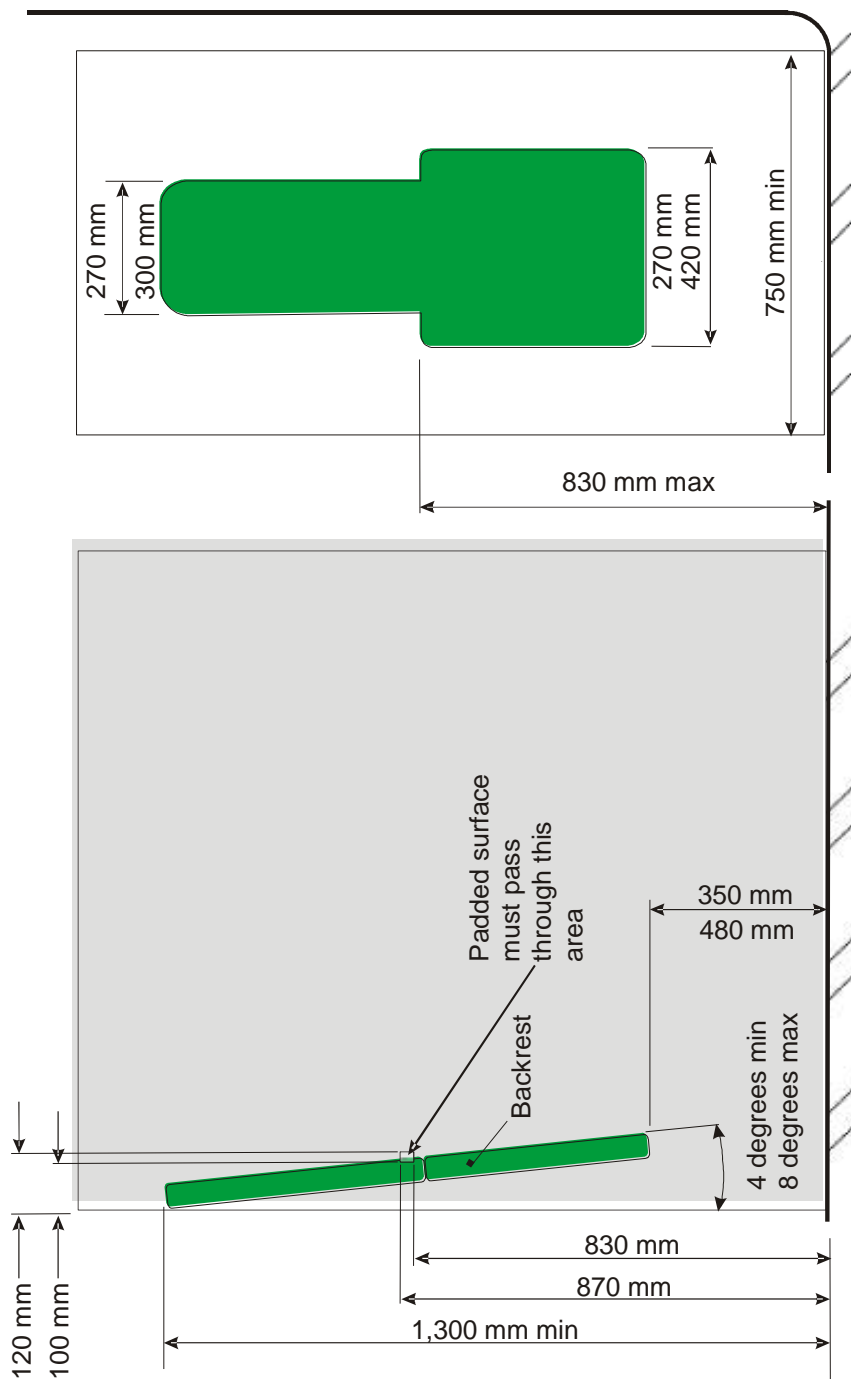 270 mm
300 mm
270 mm
420 mm
750 mm min
830 mm max
Padded surface
must pass
through this
area
Backrest
350 mm
480 mm
4 degrees min
8 degrees max
830 mm
870 mm
1,300 mm min
120 mm
100 mm